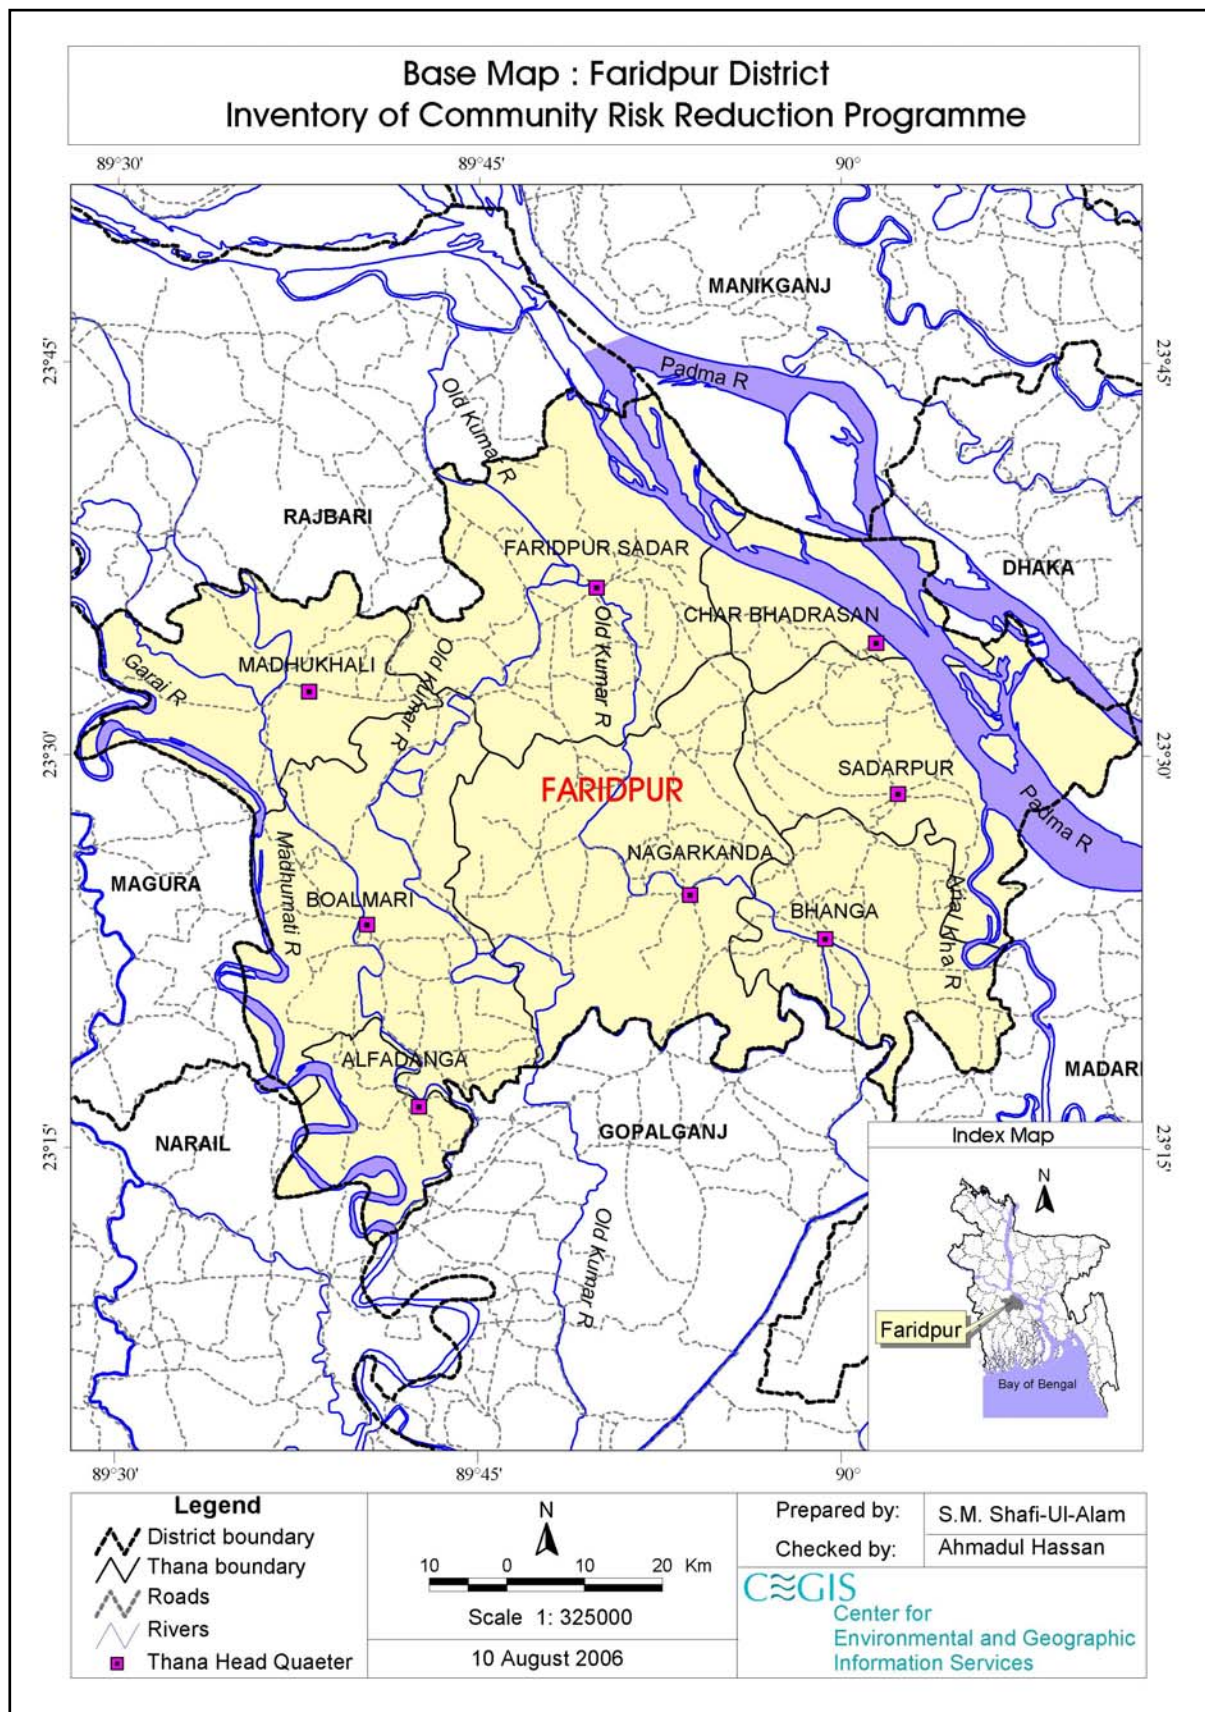 Base Map : Faridpur District
Inventory of Community Risk Reduction Programme
89°30'
89°45'
90°
MANIKGANJ
23°45'
23°45'
Padma R
Old Kumar R
RAJBARI
FARIDPUR SADAR
DHAKA
CHAR BHADRASAN
Old Kumar R
Old Kumar R
MADHUKHALI
Garai R
23°30'
23°30'
SADARPUR
FARIDPUR
Padma R
NAGARKANDA
MAGURA
Madhumati R
BOALMARI
BHANGA
Arial Kha R
ALFADANGA
MADARI
NARAIL
GOPALGANJ
23°15'
23°15'
Index Map
N
Old Kumar R
Faridpur
Bay of Bengal
89°30'
89°45'
90°
Legend
District boundary
Thana boundary
Roads
Rivers
Thana Head Quaeter
N
10 0 10 20 Km
Scale 1: 325000
10 August 2006
Prepared by: S.M. Shafi-Ul-Alam
Checked by: Ahmadul Hassan
CEGIS
Center for
Environmental and Geographic
Information Services